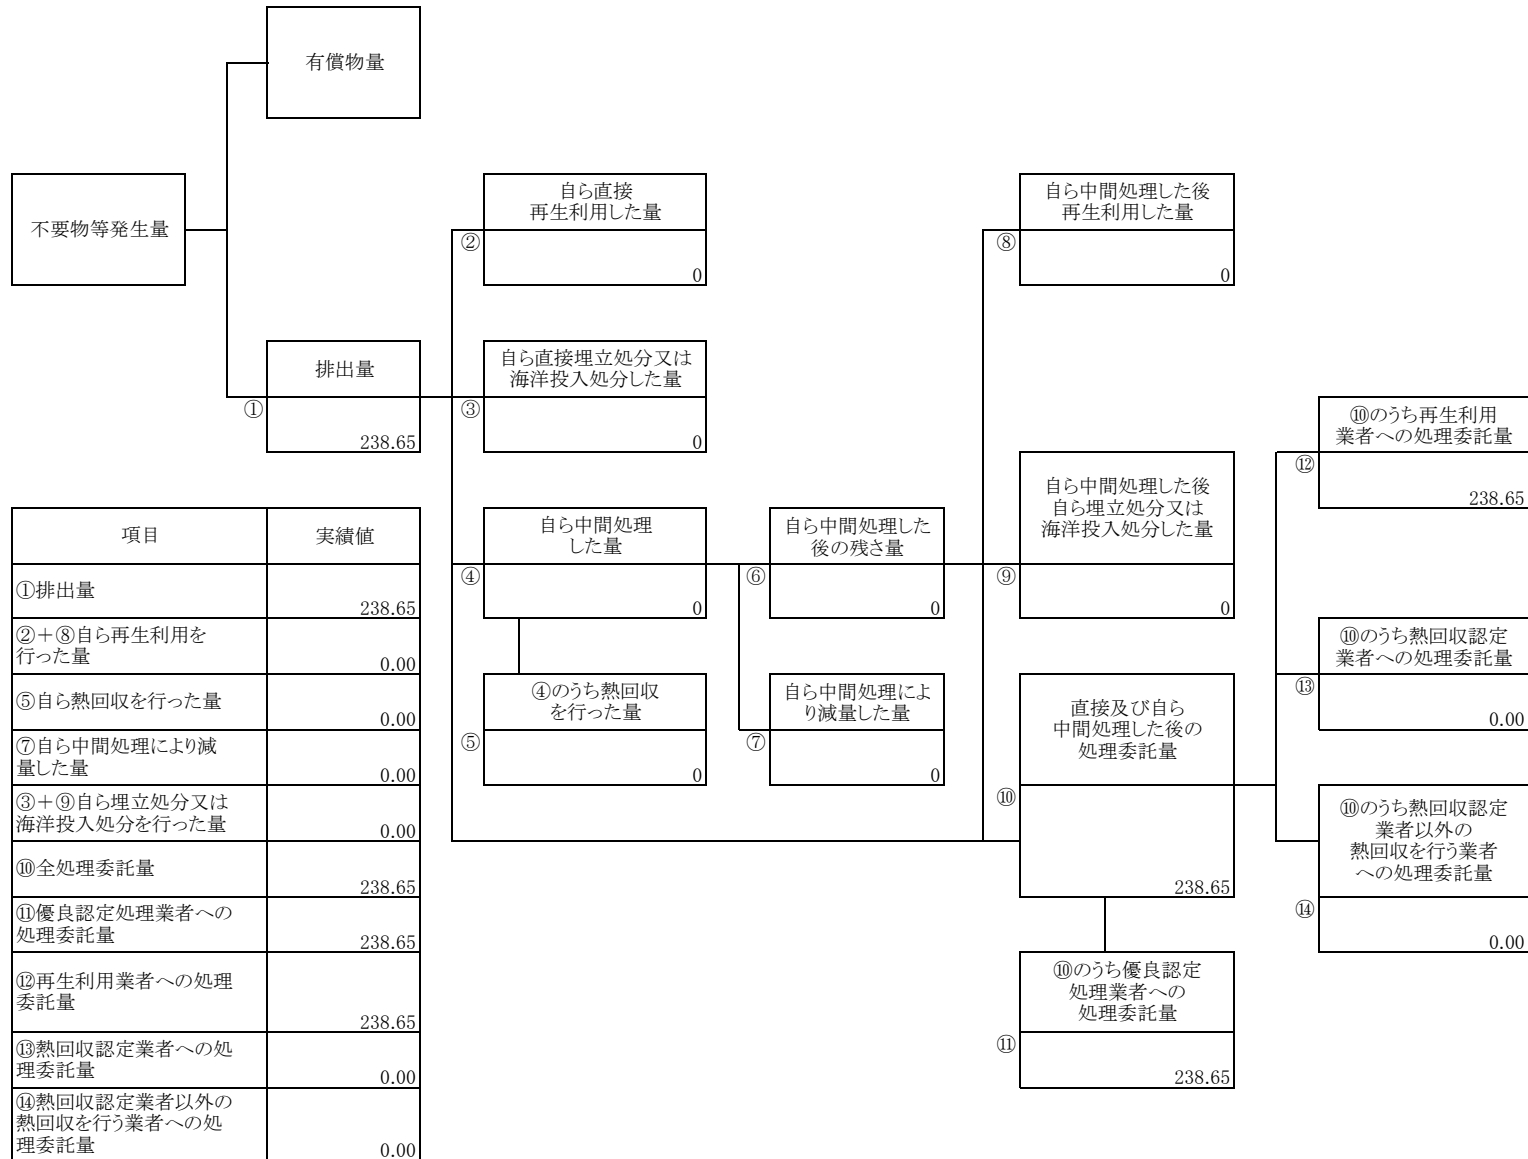 有償物量
不要物等発生量
自ら直接
再生利用した量
②
0
自ら中間処理した後
再生利用した量
⑧
0
排出量
①
238.65
自ら直接埋立処分又は
海洋投入処分した量
③
0
⑩のうち再生利用
業者への処理委託量
⑫
238.65
自ら中間処理した後
自ら埋立処分又は
海洋投入処分した量
⑨
0
自ら中間処理
した量
④
0
自ら中間処理した
後の残さ量
⑥
0
⑩のうち熱回収認定
業者への処理委託量
⑬
0.00
④のうち熱回収
を行った量
⑤
0
自ら中間処理によ
り減量した量
⑦
0
直接及び自ら
中間処理した後の
処理委託量
⑩
238.65
⑩のうち熱回収認定
業者以外の
熱回収を行う業者
への処理委託量
⑭
0.00
⑩のうち優良認定
処理業者への
処理委託量
⑪
238.65
項目 実績値
①排出量
238.65
②＋⑧自ら再生利用を
行った量
0.00
⑤自ら熱回収を行った量
0.00
⑦自ら中間処理により減
量した量
0.00
③＋⑨自ら埋立処分又は
海洋投入処分を行った量
0.00
⑩全処理委託量
238.65
⑪優良認定処理業者への
処理委託量
238.65
⑫再生利用業者への処理
委託量
238.65
⑬熱回収認定業者への処
理委託量
0.00
⑭熱回収認定業者以外の
熱回収を行う業者への処
理委託量
0.00